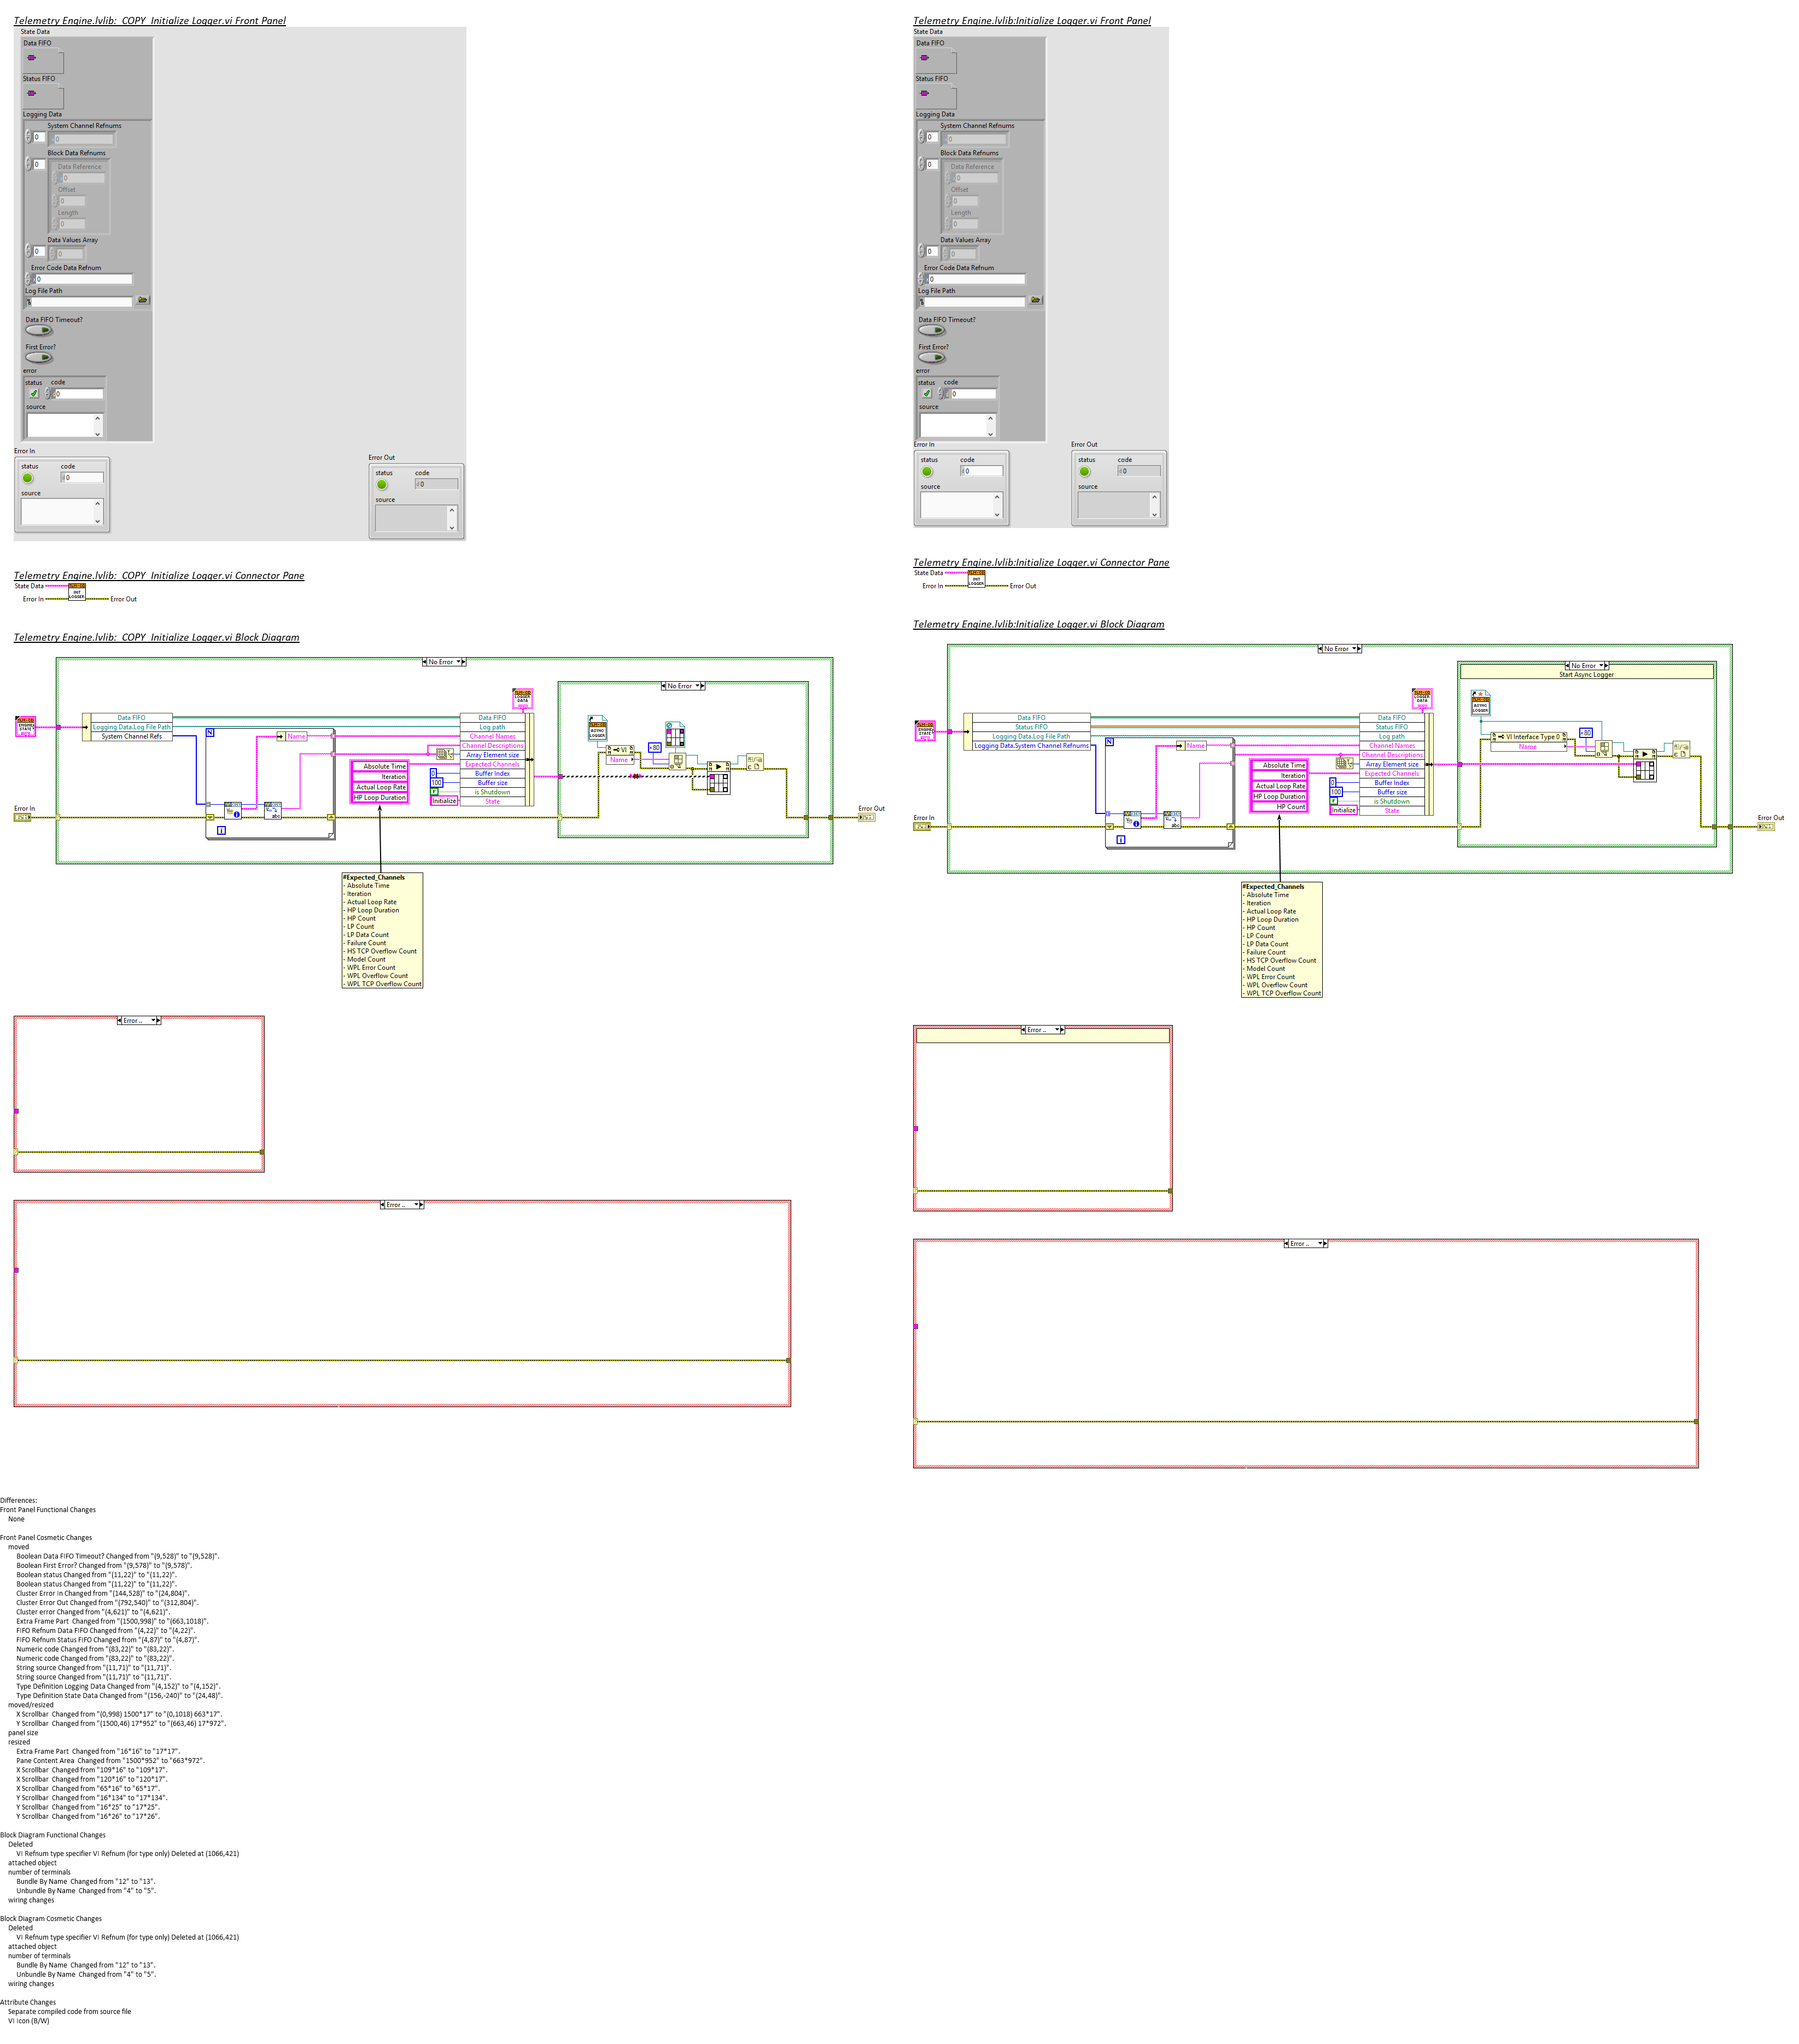 Telemetry Engine.lvlib:_COPY_Initialize Logger.vi Front Panel
State Data
Data FIFO
Status FIFO
Logging Data
System Channel Refnums
0
0
Block Data Refnums
0
Data Reference
0
Offset
0
Length
0
Data Values Array
0
0
Error Code Data Refnum
0
Log File Path
Data FIFO Timeout?
First Error?
error
status code
0
source
Error In
status code
0
source
Error Out
status code
0
source
Telemetry Engine.lvlib:_COPY_Initialize Logger.vi Connector Pane
State Data
INIT
LOGGER
Error In
Error Out
Telemetry Engine.lvlib:_COPY_Initialize Logger.vi Block Diagram
No Error
Data FIFO
Logging Data.Log File Path
System Channel Refs
N
Name
i
Absolute Time
Iteration
Actual Loop Rate
HP Loop Duration
0
100
F
Initialize
LOGGER
DATA
Data FIFO
Log path
Channel Names
Channel Descriptions
Array Element size
Expected Channels
Buffer Index
Buffer size
is Shutdown
State
No Error
ASYNC
LOGGER
VI
Name
x80
Error In
Error Out
#Expected_Channels
- Absolute Time
- Iteration
- Actual Loop Rate
- HP Loop Duration
- HP Count
- LP Count
- LP Data Count
- Failure Count
- HS TCP Overflow Count
- Model Count
- WPL Error Count
- WPL Overflow Count
- WPL TCP Overflow Count
Error ..
Error ..
Telemetry Engine.lvlib:Initialize Logger.vi Front Panel
State Data
Data FIFO
Status FIFO
Logging Data
System Channel Refnums
0
0
Block Data Refnums
0
Data Reference
0
Offset
0
Length
0
Data Values Array
0
0
Error Code Data Refnum
0
Log File Path
Data FIFO Timeout?
First Error?
error
status code
0
source
Error In
status code
0
source
Error Out
status code
0
source
Telemetry Engine.lvlib:Initialize Logger.vi Connector Pane
State Data
INIT
LOGGER
Error In
Error Out
Telemetry Engine.lvlib:Initialize Logger.vi Block Diagram
No Error
Data FIFO
Status FIFO
Logging Data.Log File Path
Logging Data.System Channel Refnums
N
Name
i
Absolute Time
Iteration
Actual Loop Rate
HP Loop Duration
HP Count
0
100
F
Initialize
LOGGER
DATA
Data FIFO
Status FIFO
Log path
Channel Names
Channel Descriptions
Array Element size
Expected Channels
Buffer Index
Buffer size
is Shutdown
State
No Error
Start Async Logger
ASYNC
LOGGER
VI Interface Type 0
Name
x80
Error In
Error Out
#Expected_Channels
- Absolute Time
- Iteration
- Actual Loop Rate
- HP Loop Duration
- HP Count
- LP Count
- LP Data Count
- Failure Count
- HS TCP Overflow Count
- Model Count
- WPL Error Count
- WPL Overflow Count
- WPL TCP Overflow Count
Error ..
Error ..
Differences:
Front Panel Functional Changes
None
Front Panel Cosmetic Changes
moved
Boolean Data FIFO Timeout? Changed from "(9,528)" to "(9,528)".
Boolean First Error? Changed from "(9,578)" to "(9,578)".
Boolean status Changed from "(11,22)" to "(11,22)".
Boolean status Changed from "(11,22)" to "(11,22)".
Cluster Error In Changed from "(144,528)" to "(24,804)".
Cluster Error Out Changed from "(792,540)" to "(312,804)".
Cluster error Changed from "(4,621)" to "(4,621)".
Extra Frame Part  Changed from "(1500,998)" to "(663,1018)".
FIFO Refnum Data FIFO Changed from "(4,22)" to "(4,22)".
FIFO Refnum Status FIFO Changed from "(4,87)" to "(4,87)".
Numeric code Changed from "(83,22)" to "(83,22)".
Numeric code Changed from "(83,22)" to "(83,22)".
String source Changed from "(11,71)" to "(11,71)".
String source Changed from "(11,71)" to "(11,71)".
Type Definition Logging Data Changed from "(4,152)" to "(4,152)".
Type Definition State Data Changed from "(156,-240)" to "(24,48)".
moved/resized
X Scrollbar  Changed from "(0,998) 1500*17" to "(0,1018) 663*17".
Y Scrollbar  Changed from "(1500,46) 17*952" to "(663,46) 17*972".
panel size
resized
Extra Frame Part  Changed from "16*16" to "17*17".
Pane Content Area  Changed from "1500*952" to "663*972".
X Scrollbar  Changed from "109*16" to "109*17".
X Scrollbar  Changed from "120*16" to "120*17".
X Scrollbar  Changed from "65*16" to "65*17".
Y Scrollbar  Changed from "16*134" to "17*134".
Y Scrollbar  Changed from "16*25" to "17*25".
Y Scrollbar  Changed from "16*26" to "17*26".
Block Diagram Functional Changes
Deleted
VI Refnum type specifier VI Refnum (for type only) Deleted at (1066,421)
attached object
number of terminals
Bundle By Name  Changed from "12" to "13".
Unbundle By Name  Changed from "4" to "5".
wiring changes
Block Diagram Cosmetic Changes
Deleted
VI Refnum type specifier VI Refnum (for type only) Deleted at (1066,421)
attached object
number of terminals
Bundle By Name  Changed from "12" to "13".
Unbundle By Name  Changed from "4" to "5".
wiring changes
Attribute Changes
Separate compiled code from source file
VI Icon (B/W)